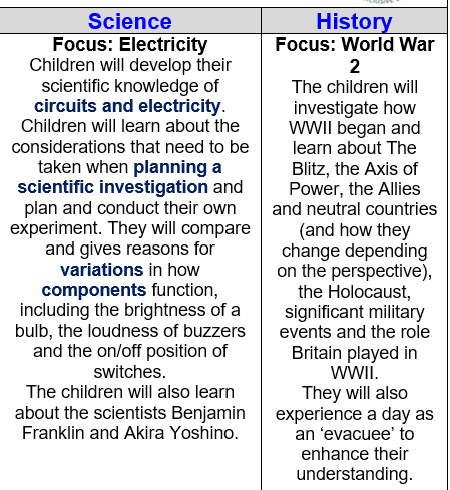 Science
Focus: Electricity
Children will develop their
scientific knowledge of
circuits and electricity.
Children will learn about the
considerations that need to be
taken when planning a
scientific investigation and
plan and conduct their own
experiment. They will compare
and gives reasons for
variations in how
components function,
including the brightness of a
bulb, the loudness of buzzers
and the on/off position of
switches.
The children will also learn
about the scientists Benjamin
Franklin and Akira Yoshino.
History
Focus: World War
2
The children will
investigate how
WWII began and
learn about The
Blitz, the Axis of
Power, the Allies
and neutral countries
(and how they
change depending
on the perspective),
the Holocaust,
significant military
events and the role
Britain played in
WWII.
They will also
experience a day as
an ‘evacuee’ to
enhance their
understanding.